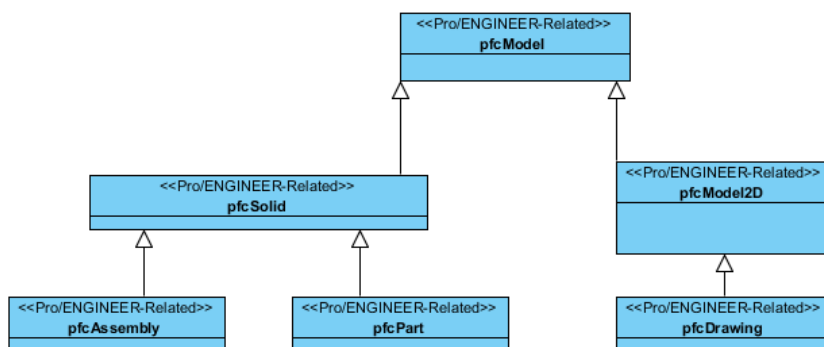 <<Pro/ENGINEER-Related>>
pfcModel
<<Pro/ENGINEER-Related>>
pfcSolid
<<Pro/ENGINEER-Related>>
pfcModel2D
<<Pro/ENGINEER-Related>>
pfcAssembly
<<Pro/ENGINEER-Related>>
pfcPart
<<Pro/ENGINEER-Related>>
pfcDrawing